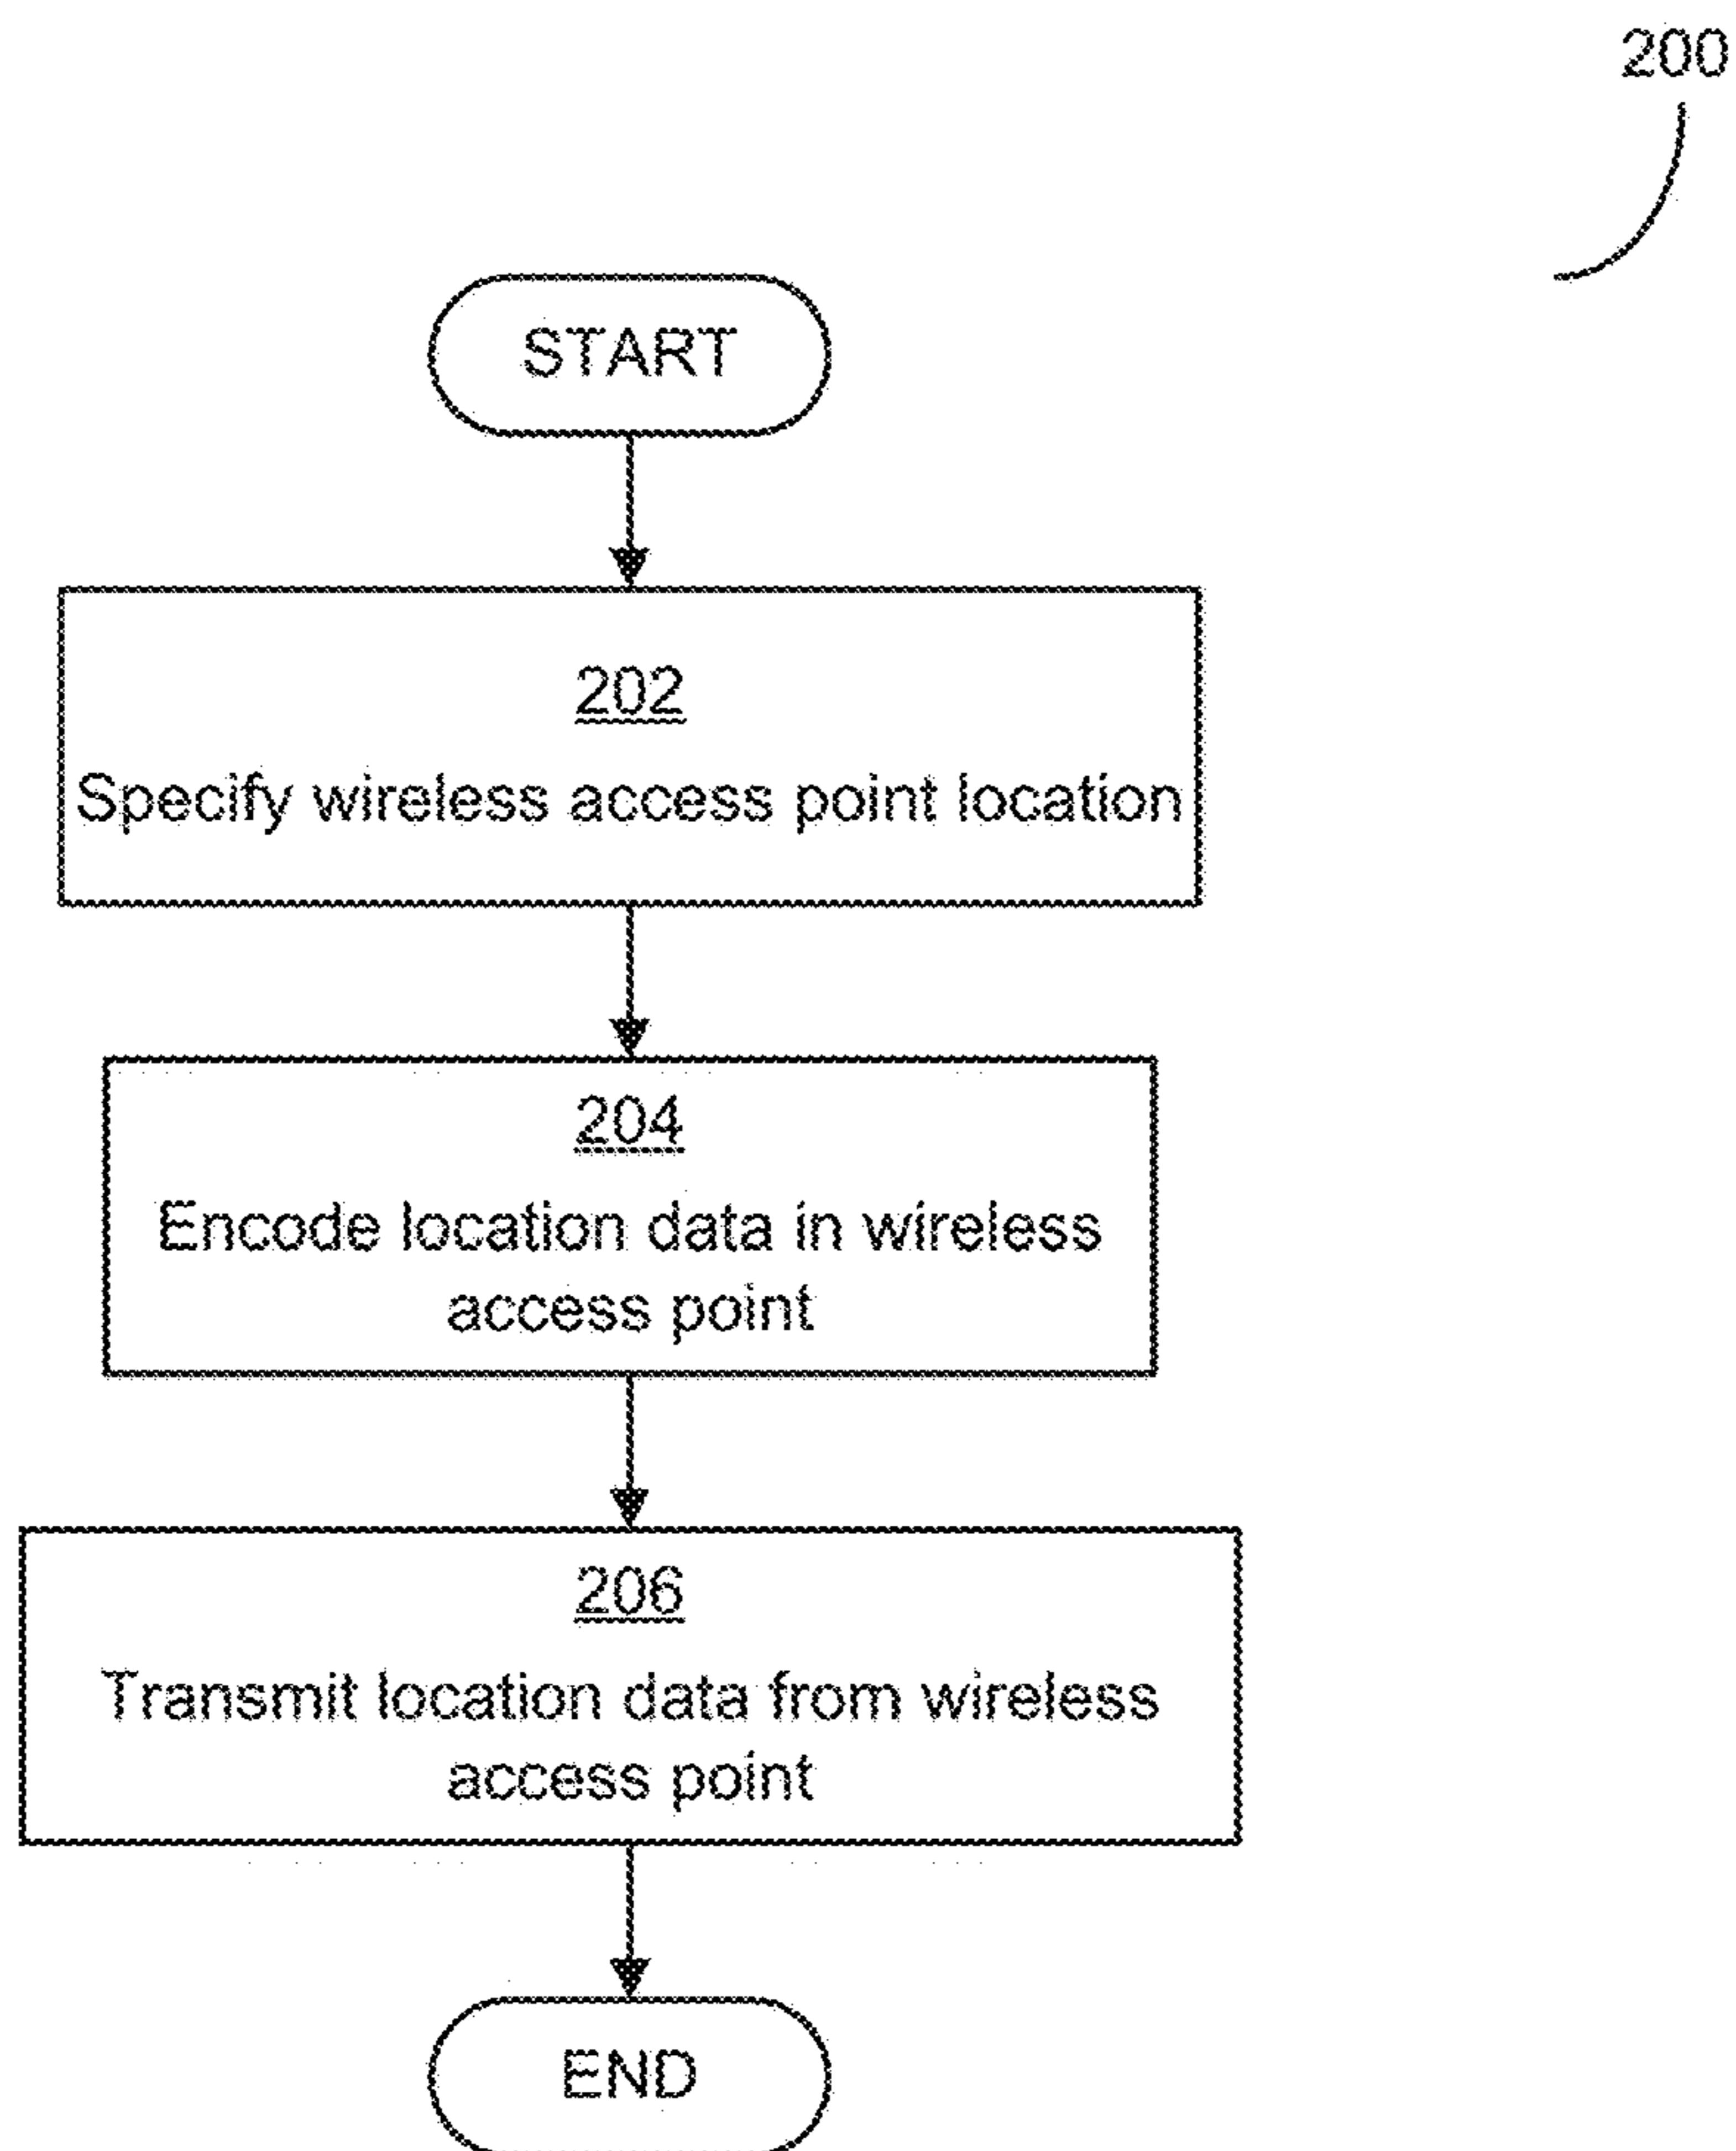 200
START
202
Specify wireless access point location
204
Encode location data in wireless
access point
206
Transmit location data from wireless
access point
END